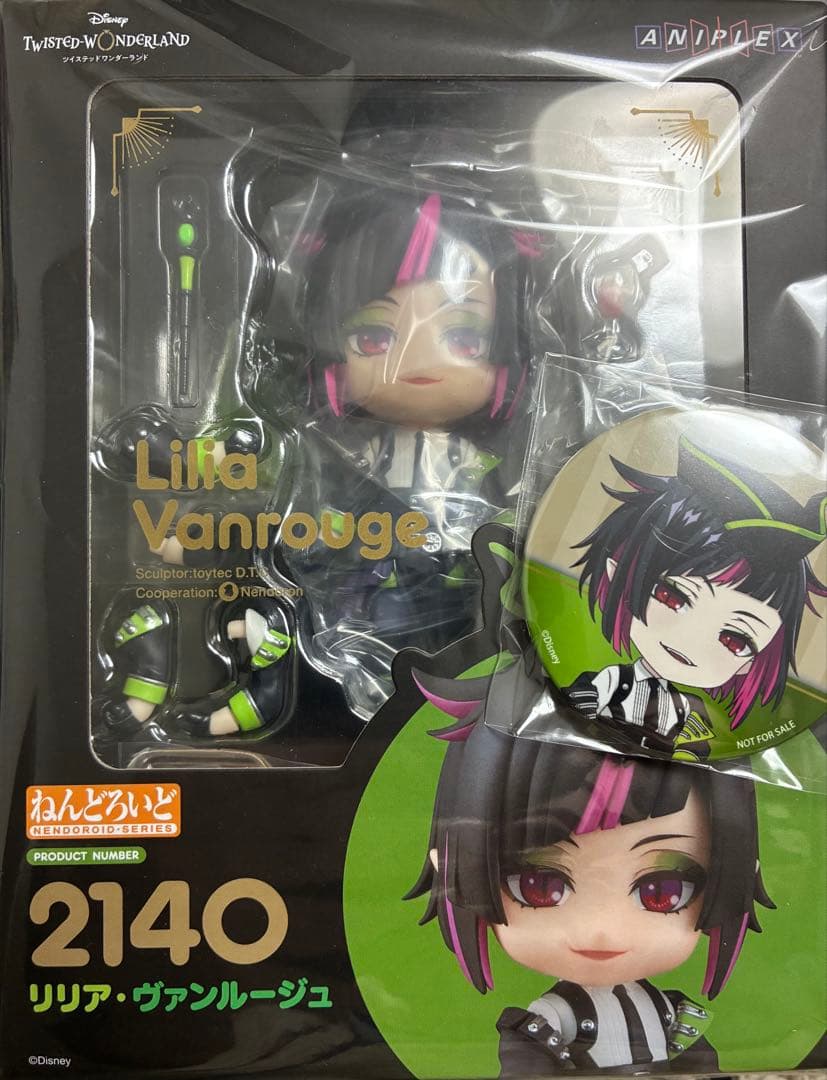 Disney
TWISTED-WONDERLAND
ツイステッドワンダーランド
ANIPLEX
Lilia
Vanrouge
Sculptor:toytec D.T.C
Cooperation: Nendoron
©Disney
NOT FOR SALE
ねんどろいど
NENDOROID·SERIES
PRODUCT NUMBER
2140
リリア・ヴァンルージュ
©Disney